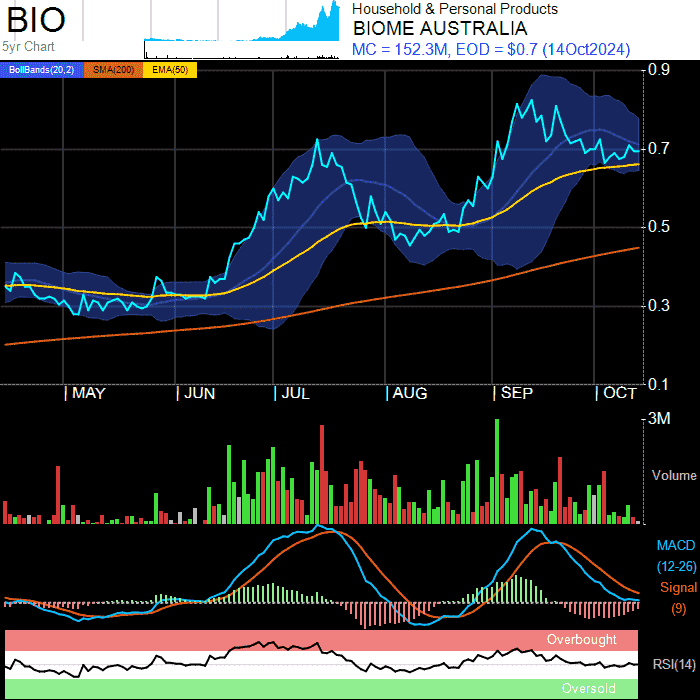 BIO
5yr Chart
Household & Personal Products
BIOME AUSTRALIA
MC = 152.3M, EOD = $0.7 (14Oct2024)
BollBands(20,2) SMA(200) EMA(50)
0.9
0.7
0.5
0.3
0.1
MAY JUN JUL AUG SEP OCT
3M
Volume
MACD
(12-26)
Signal
(9)
Overbought
RSI(14)
Oversold